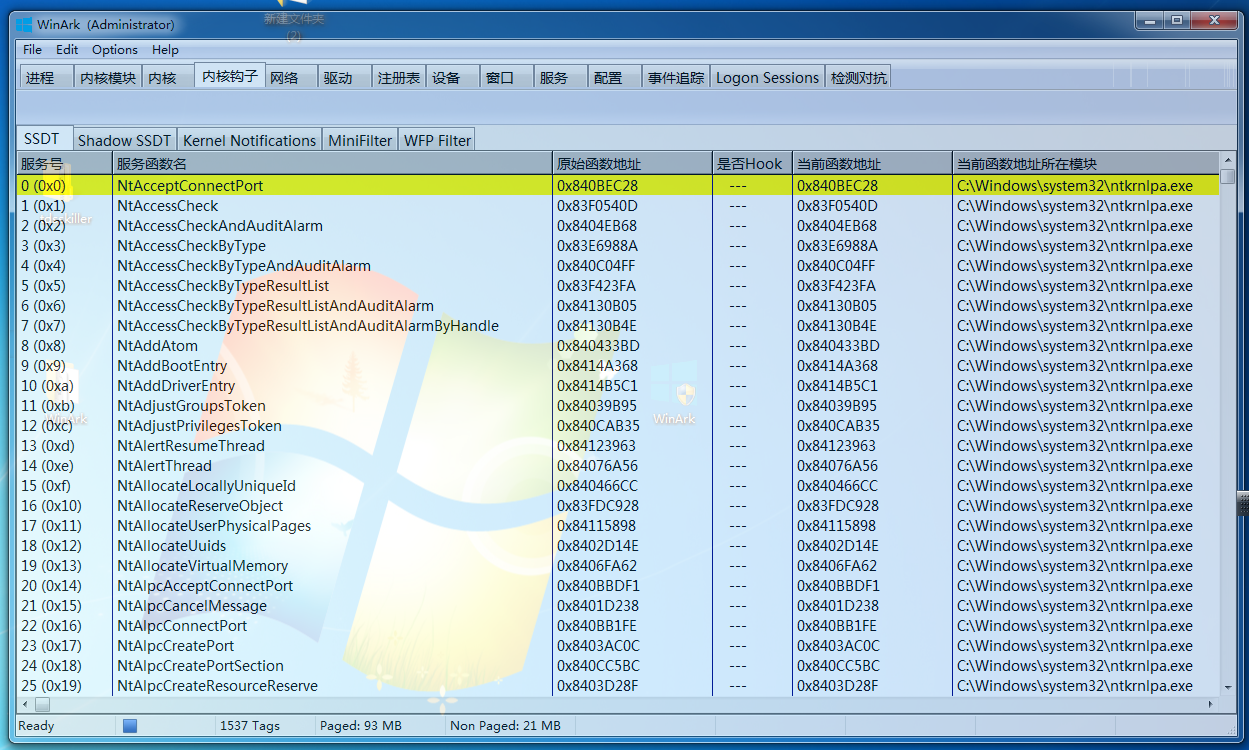 新建文件夹
(2)
WinArk (Administrator)
File Edit Options Help
进程 内核模块 内核 内核钩子 网络 驱动 注册表 设备 窗口 服务 配置 事件追踪 Logon Sessions 检测对抗
SSDT Shadow SSDT Kernel Notifications MiniFilter WFP Filter
服务号 服务函数名 原始函数地址 是否Hook 当前函数地址 当前函数地址所在模块
0 (0x0) NtAcceptConnectPort 0x840BEC28 --- 0x840BEC28 C:\Windows\system32\ntkrnlpa.exe
1 (0x1) NtAccessCheck 0x83F0540D --- 0x83F0540D C:\Windows\system32\ntkrnlpa.exe
2 (0x2) NtAccessCheckAndAuditAlarm 0x8404EB68 --- 0x8404EB68 C:\Windows\system32\ntkrnlpa.exe
3 (0x3) NtAccessCheckByType 0x83E6988A --- 0x83E6988A C:\Windows\system32\ntkrnlpa.exe
4 (0x4) NtAccessCheckByTypeAndAuditAlarm 0x840C04FF --- 0x840C04FF C:\Windows\system32\ntkrnlpa.exe
5 (0x5) NtAccessCheckByTypeResultList 0x83F423FA --- 0x83F423FA C:\Windows\system32\ntkrnlpa.exe
6 (0x6) NtAccessCheckByTypeResultListAndAuditAlarm 0x84130B05 --- 0x84130B05 C:\Windows\system32\ntkrnlpa.exe
7 (0x7) NtAccessCheckByTypeResultListAndAuditAlarmByHandle 0x84130B4E --- 0x84130B4E C:\Windows\system32\ntkrnlpa.exe
8 (0x8) NtAddAtom 0x840433BD --- 0x840433BD C:\Windows\system32\ntkrnlpa.exe
9 (0x9) NtAddBootEntry 0x8414A368 --- 0x8414A368 C:\Windows\system32\ntkrnlpa.exe
10 (0xa) NtAddDriverEntry 0x8414B5C1 --- 0x8414B5C1 C:\Windows\system32\ntkrnlpa.exe
11 (0xb) NtAdjustGroupsToken 0x84039B95 --- 0x84039B95 C:\Windows\system32\ntkrnlpa.exe
WinArk
WinArk
12 (0xc) NtAdjustPrivilegesToken 0x840CAB35 --- 0x840CAB35 C:\Windows\system32\ntkrnlpa.exe
13 (0xd) NtAlertResumeThread 0x84123963 --- 0x84123963 C:\Windows\system32\ntkrnlpa.exe
14 (0xe) NtAlertThread 0x84076A56 --- 0x84076A56 C:\Windows\system32\ntkrnlpa.exe
15 (0xf) NtAllocateLocallyUniqueId 0x840466CC --- 0x840466CC C:\Windows\system32\ntkrnlpa.exe
16 (0x10) NtAllocateReserveObject 0x83FDC928 --- 0x83FDC928 C:\Windows\system32\ntkrnlpa.exe
17 (0x11) NtAllocateUserPhysicalPages 0x84115898 --- 0x84115898 C:\Windows\system32\ntkrnlpa.exe
18 (0x12) NtAllocateUuids 0x8402D14E --- 0x8402D14E C:\Windows\system32\ntkrnlpa.exe
19 (0x13) NtAllocateVirtualMemory 0x8406FA62 --- 0x8406FA62 C:\Windows\system32\ntkrnlpa.exe
20 (0x14) NtAlpcAcceptConnectPort 0x840BBDF1 --- 0x840BBDF1 C:\Windows\system32\ntkrnlpa.exe
21 (0x15) NtAlpcCancelMessage 0x8401D238 --- 0x8401D238 C:\Windows\system32\ntkrnlpa.exe
22 (0x16) NtAlpcConnectPort 0x840BB1FE --- 0x840BB1FE C:\Windows\system32\ntkrnlpa.exe
23 (0x17) NtAlpcCreatePort 0x8403AC0C --- 0x8403AC0C C:\Windows\system32\ntkrnlpa.exe
24 (0x18) NtAlpcCreatePortSection 0x840CC5BC --- 0x840CC5BC C:\Windows\system32\ntkrnlpa.exe
25 (0x19) NtAlpcCreateResourceReserve 0x8403D28F --- 0x8403D28F C:\Windows\system32\ntkrnlpa.exe
Ready 1537 Tags Paged: 93 MB Non Paged: 21 MB